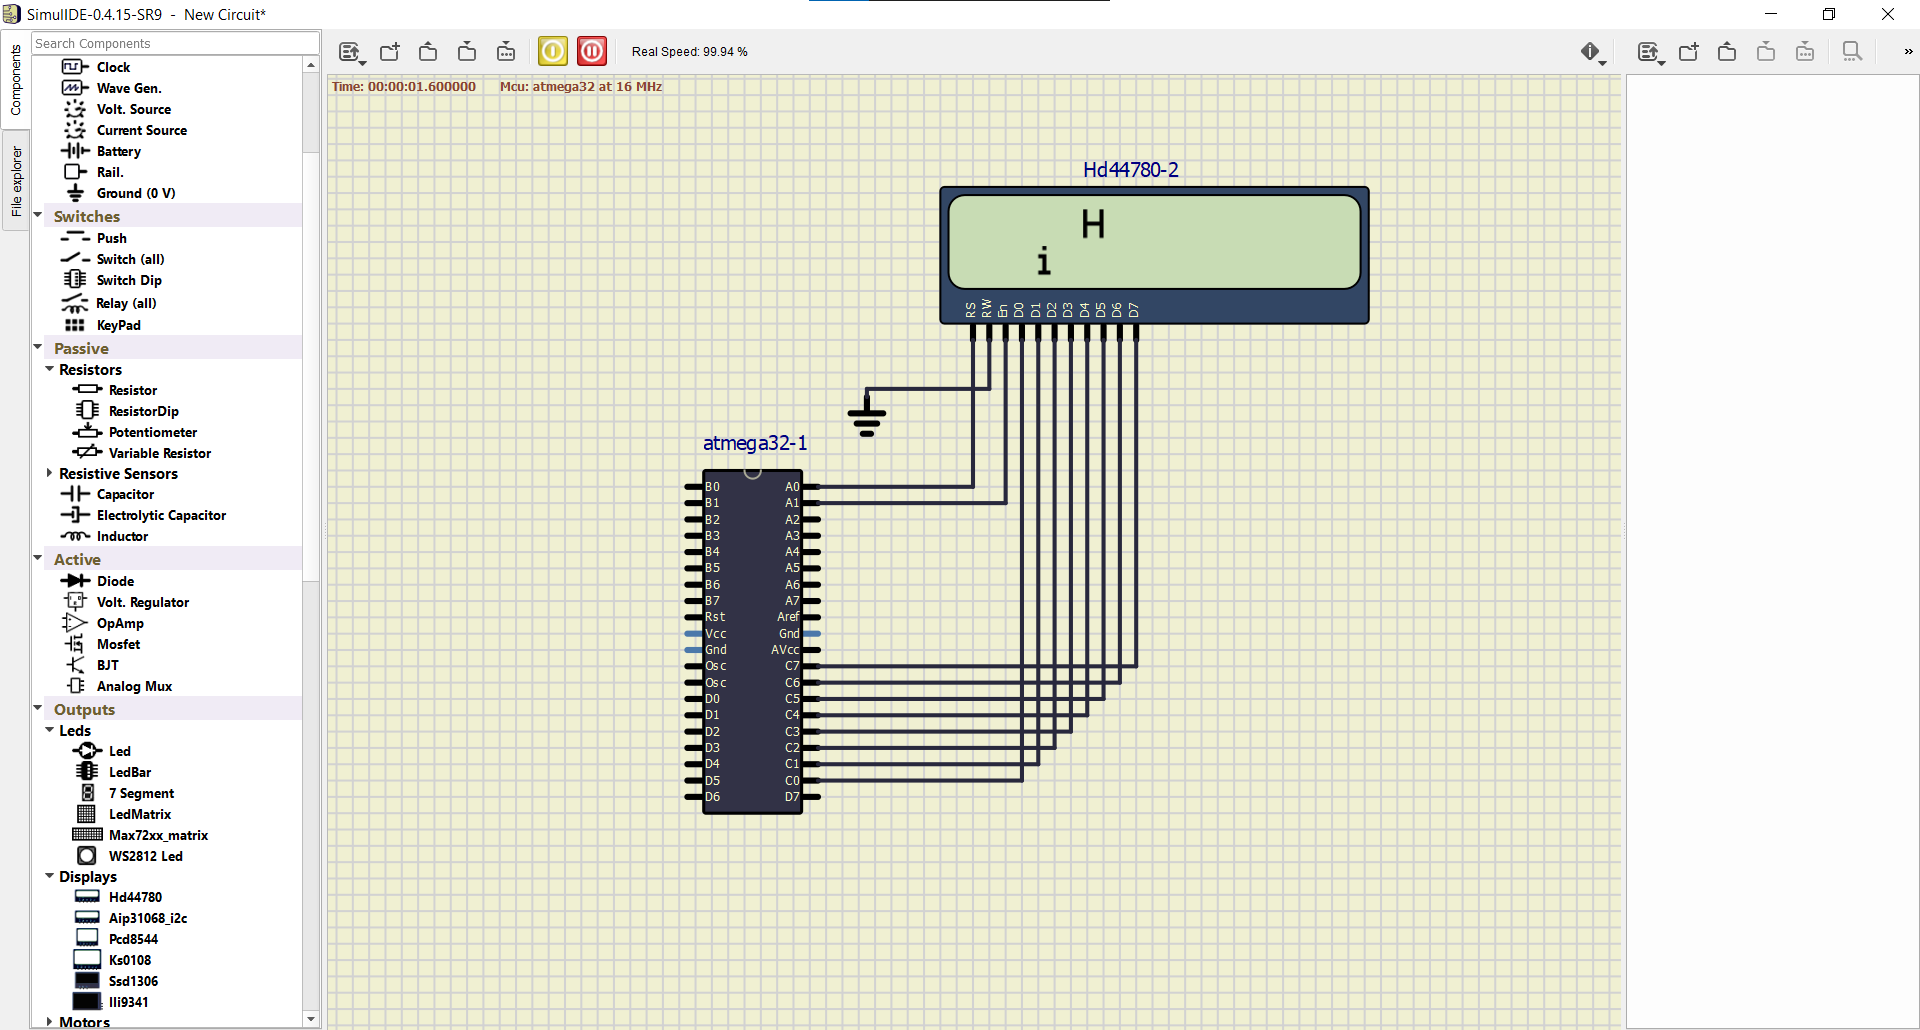 SimulIDE-0.4.15-SR9 - New Circuit*
Components
File explorer
Search Components
Clock
Wave Gen.
Volt. Source
Current Source
Battery
Rail.
Ground (0 V)
Switches
Push
Switch (all)
Switch Dip
Relay (all)
KeyPad
Passive
Resistors
Resistor
ResistorDip
Potentiometer
Variable Resistor
Resistive Sensors
Capacitor
Electrolytic Capacitor
Inductor
Active
Diode
Volt. Regulator
OpAmp
Mosfet
BJT
Analog Mux
Outputs
Leds
Led
LedBar
7 Segment
LedMatrix
Max72xx_matrix
WS2812 Led
Displays
Hd44780
Aip31068_i2c
Pcd8544
Ks0108
Ssd1306
Ili9341
Motors
Real Speed: 99.94 %
»
Time: 00:00:01.600000 Mcu: atmega32 at 16 MHz
Hd44780-2
H
i
RS RW En D0 D1 D2 D3 D4 D5 D6 D7
atmega32-1
B0 A0
B1 A1
B2 A2
B3 A3
B4 A4
B5 A5
B6 A6
B7 A7
Rst Aref
Vcc Gnd
Gnd AVcc
Osc C7
Osc C6
D0 C5
D1 C4
D2 C3
D3 C2
D4 C1
D5 C0
D6 D7